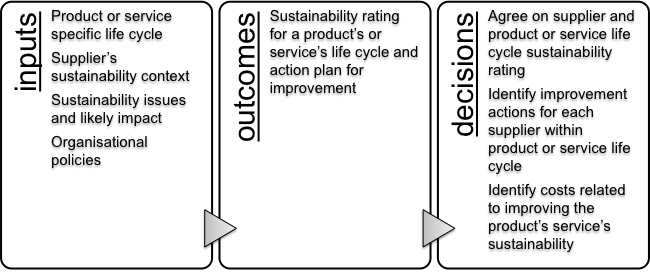 inputs
Product or service
specific life cycle
Supplier's
sustainability context
Sustainability issues
and likely impact
Organisational
policies
outcomes
Sustainability rating
for a product's or
service's life cycle and
action plan for
improvement
decisions
Agree on supplier and
product or service life
cycle sustainability
rating
Identify improvement
actions for each
supplier within
product or service life
cycle
Identify costs related
to improving the
product's service's
sustainability